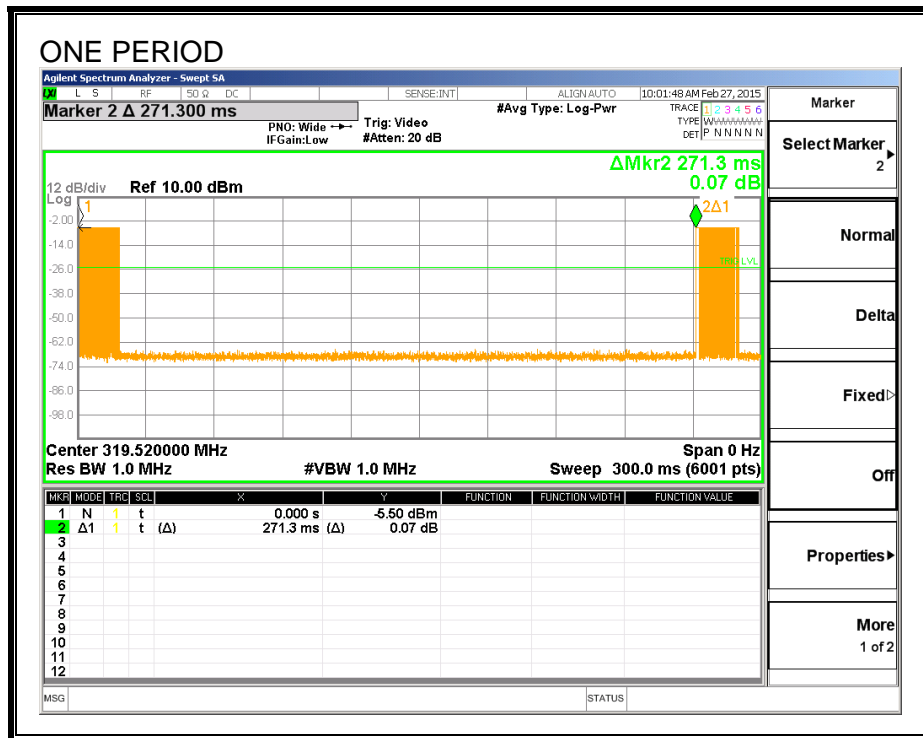 ONE PERIOD
Agilent Spectrum Analyzer - Swept SA
LXI L S RF 50 Ω DC SENSE:INT ALIGN AUTO 10:01:48 AM Feb 27, 2015
Marker 2 Δ 271.300 ms
PNO: Wide
IFGain:Low
Trig: Video
#Atten: 20 dB
#Avg Type: Log-Pwr
TRACE 1 2 3 4 5 6
TYPE
DET P N N N N N
ΔMkr2 271.3 ms
0.07 dB
12 dB/div Ref 10.00 dBm
Log
1
2Δ1
-2.00
-14.0
TRIG LVL
-26.0
-38.0
-50.0
-62.0
-74.0
-86.0
-98.0
Center 319.520000 MHz Span 0 Hz
Res BW 1.0 MHz #VBW 1.0 MHz Sweep 300.0 ms (6001 pts)
MKR MODE TRC SCL X Y FUNCTION FUNCTION WIDTH FUNCTION VALUE
1 N 1 t 0.000 s -5.50 dBm
2 Δ1 1 t (Δ) 271.3 ms (Δ) 0.07 dB
3
4
5
6
7
8
9
10
11
12
MSG STATUS
Marker
Select Marker
2
Normal
Delta
Fixed
Off
Properties
More
1 of 2